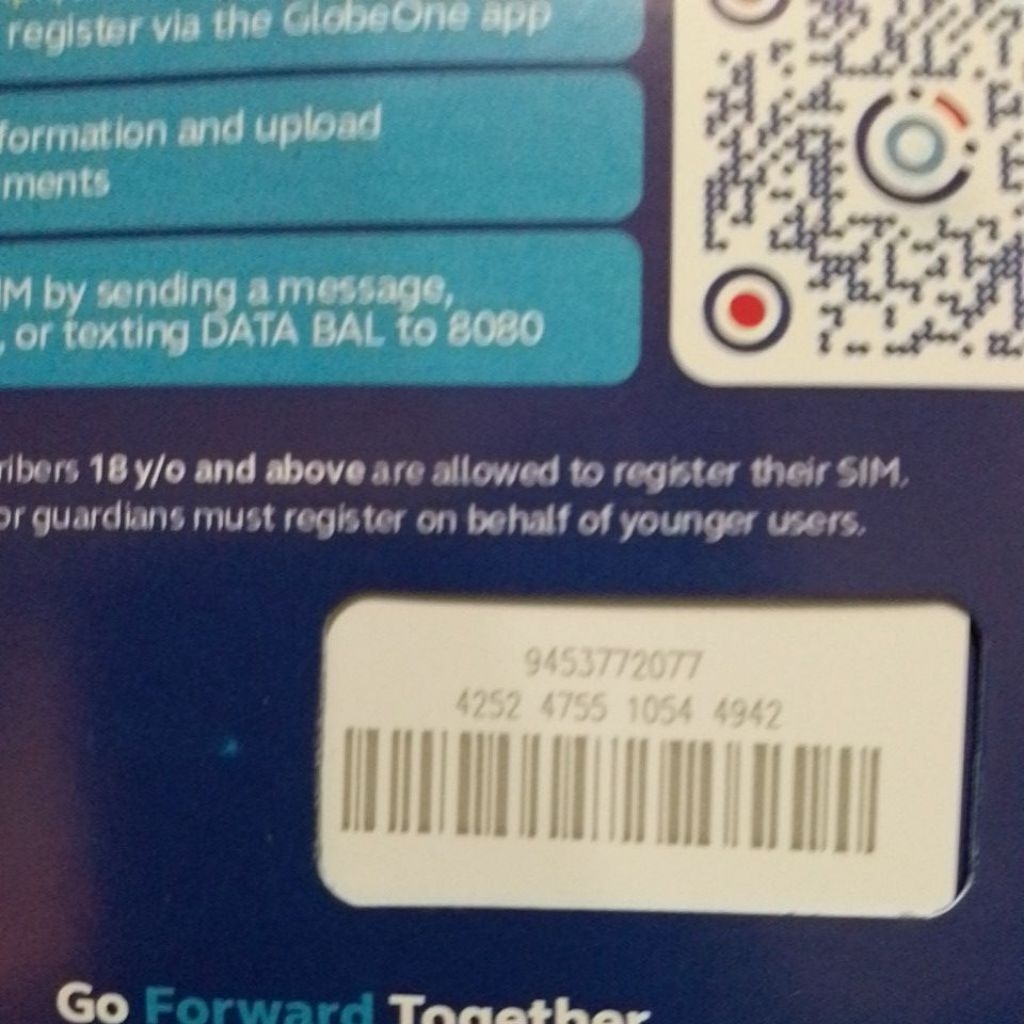 register via the GlobeOne app
formation and upload
ments
IM by sending a message,
, or texting DATA BAL to 8080
ribers 18 y/o and above are allowed to register their SIM.
or guardians must register on behalf of younger users.
9453772077
4252 4755 1054 4942
Go Forward Together